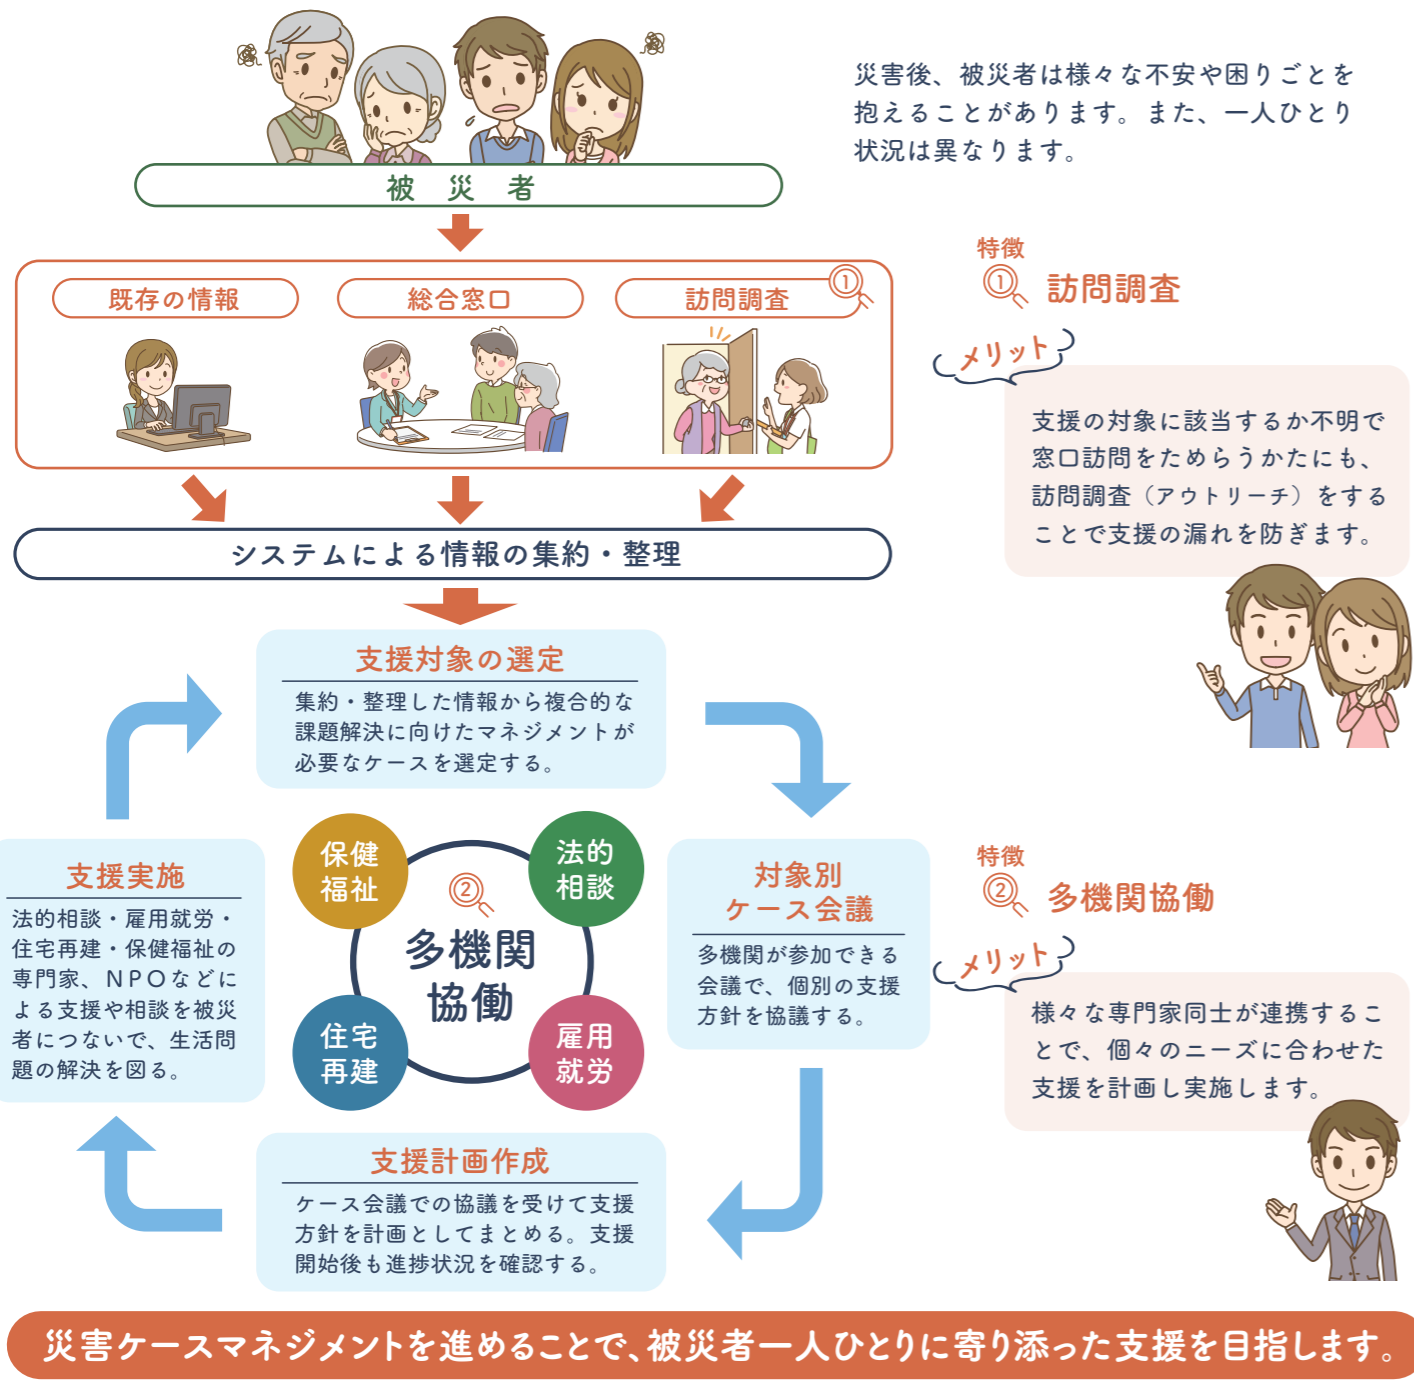 災害後、被災者は様々な不安や困りごとを
抱えることがあります。また、一人ひとり
状況は異なります。
被 災 者
既存の情報
総合窓口
訪問調査
①
特徴
①
訪問調査
メリット
支援の対象に該当するか不明で
窓口訪問をためらうかたにも、
訪問調査（アウトリーチ）をする
ことで支援の漏れを防ぎます。
システムによる情報の集約・整理
支援対象の選定
集約・整理した情報から複合的な
課題解決に向けたマネジメントが
必要なケースを選定する。
対象別
ケース会議
多機関が参加できる
会議で、個別の支援
方針を協議する。
支援計画作成
ケース会議での協議を受けて支援
方針を計画としてまとめる。支援
開始後も進捗状況を確認する。
支援実施
法的相談・雇用就労・
住宅再建・保健福祉の
専門家、NPOなどに
よる支援や相談を被災
者につないで、生活問
題の解決を図る。
保健
福祉
法的
相談
②
多機関
協働
住宅
再建
雇用
就労
特徴
②
多機関協働
メリット
様々な専門家同士が連携するこ
とで、個々のニーズに合わせた
支援を計画し実施します。
災害ケースマネジメントを進めることで、被災者一人ひとりに寄り添った支援を目指します。